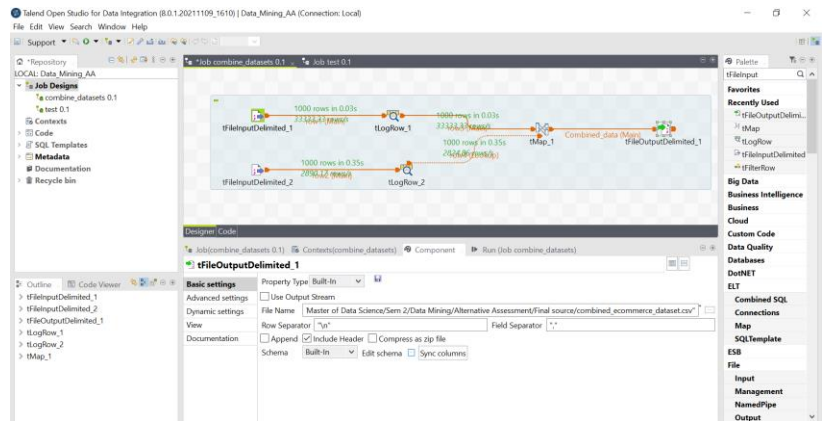 Talend Open Studio for Data Integration (8.0.1.20211109_1610) | Data_Mining_AA (Connection: Local)
File Edit View Search Window Help
Support
*Repository
LOCAL: Data_Mining_AA
Job Designs
combine_datasets 0.1
test 0.1
Contexts
Code
SQL Templates
Metadata
Documentation
Recycle bin
*Job combine_datasets 0.1
Job test 0.1
1000 rows in 0.03s
tFileInputDelimited_1
tLogRow_1
1000 rows in 0.03s
1000 rows in 0.35s
tMap_1
Combined_data (Main)
tFileOutputDelimited_1
1000 rows in 0.35s
tFileInputDelimited_2
tLogRow_2
Designer Code
Job(combine_datasets 0.1) Contexts(combine_datasets) Component Run (Job combine_datasets)
tFileOutputDelimited_1
Basic settings
Advanced settings
Dynamic settings
View
Documentation
Property Type Built-In
Use Output Stream
File Name Master of Data Science/Sem 2/Data Mining/Alternative Assessment/Final source/combined_ecommerce_dataset.csv"
Row Separator "\n" Field Separator ","
Append Include Header Compress as zip file
Schema Built-In Edit schema Sync columns
Outline Code Viewer
tFileInputDelimited_1
tFileInputDelimited_2
tFileOutputDelimited_1
tLogRow_1
tLogRow_2
tMap_1
Palette
tFileInput
Favorites
Recently Used
tFileOutputDelimi...
tMap
tLogRow
tFileInputDelimited
tFilterRow
Big Data
Business Intelligence
Business
Cloud
Custom Code
Data Quality
Databases
DotNET
ELT
Combined SQL
Connections
Map
SQLTemplate
ESB
File
Input
Management
NamedPipe
Output